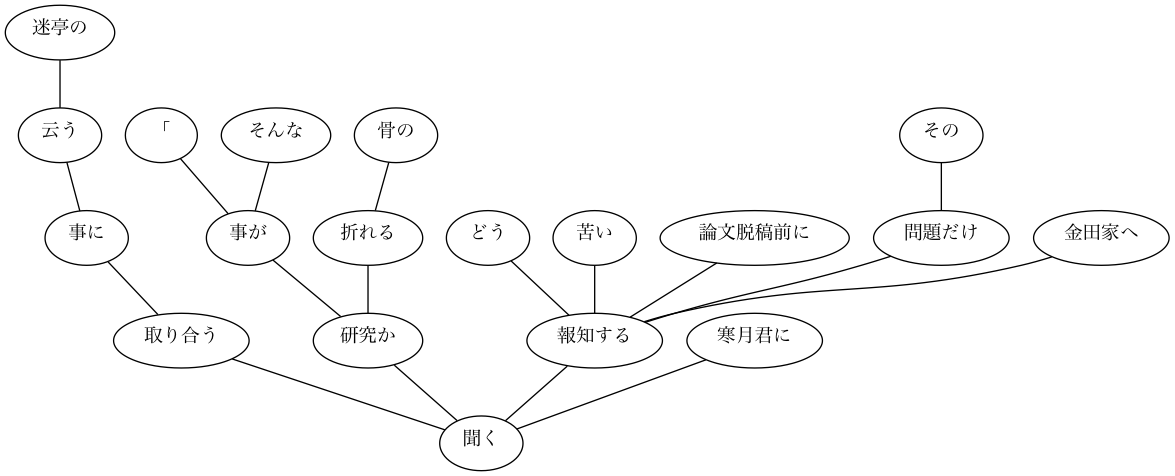 迷亭の
云う
「
そんな
骨の
その
事に
事が
折れる
どう
苦い
論文脱稿前に
問題だけ
金田家へ
取り合う
研究か
報知する
寒月君に
聞く